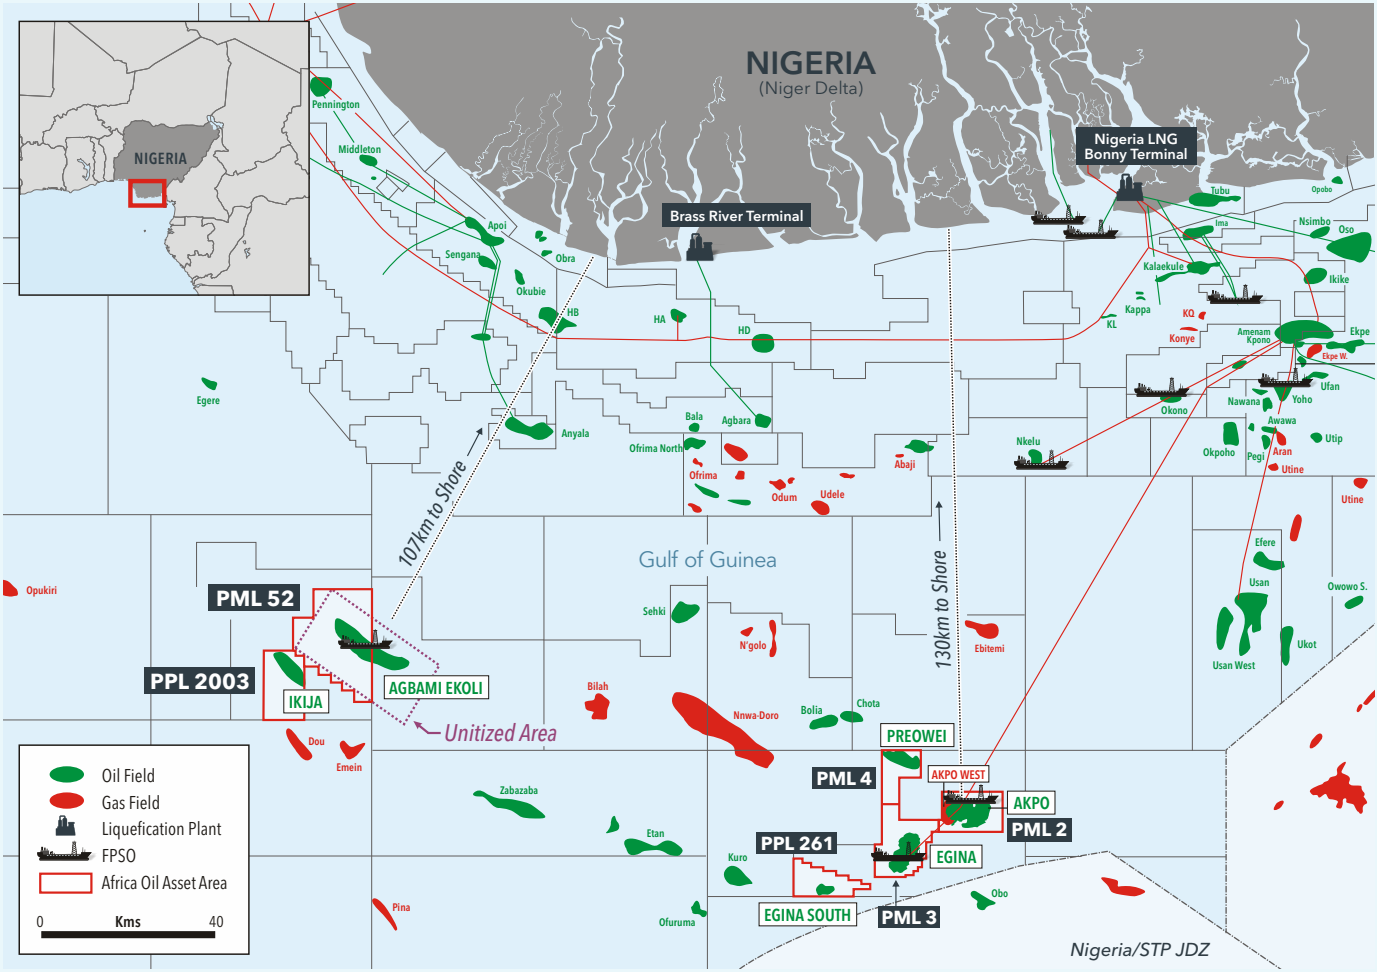 NIGERIA
(Niger Delta)
Pennington
Middleton
NIGERIA
Nigeria LNG
Bonny Terminal
Brass River Terminal
Tubu
Opobo
Apoi
Ima
Nsimbo
Oso
Sengana
Obra
Kalaekule
Okubie
Ikike
Kappa
HB
HA
HD
KL
KQ
Konye
Amenam
Kpono
Ekpe
Ekpe W.
Egere
Ufan
Yoho
Nawana
Okono
Bala
Agbara
Awawa
Anyala
Ofrima North
Nkelu
Okpoho
Pegi
Utip
Aran
Abaji
Ofrima
Odum
Udele
Utine
Utine
107km to Shore
130km to Shore
Gulf of Guinea
Efere
Opukiri
PML 52
Usan
Owowo S.
Sehki
N'golo
Ebitemi
Ukot
Usan West
PPL 2003
IKIJA
AGBAMI EKOLI
Unitized Area
Bilah
Nnwa-Doro
Bolia
Chota
Dou
Emein
PREOWEI
PML 4
AKPO WEST
AKPO
PML 2
Zabazaba
Etan
PPL 261
EGINA
Kuro
EGINA SOUTH
PML 3
Obo
Pina
Ofuruma
Nigeria/STP JDZ
Oil Field
Gas Field
Liquefication Plant
FPSO
Africa Oil Asset Area
0 Kms 40